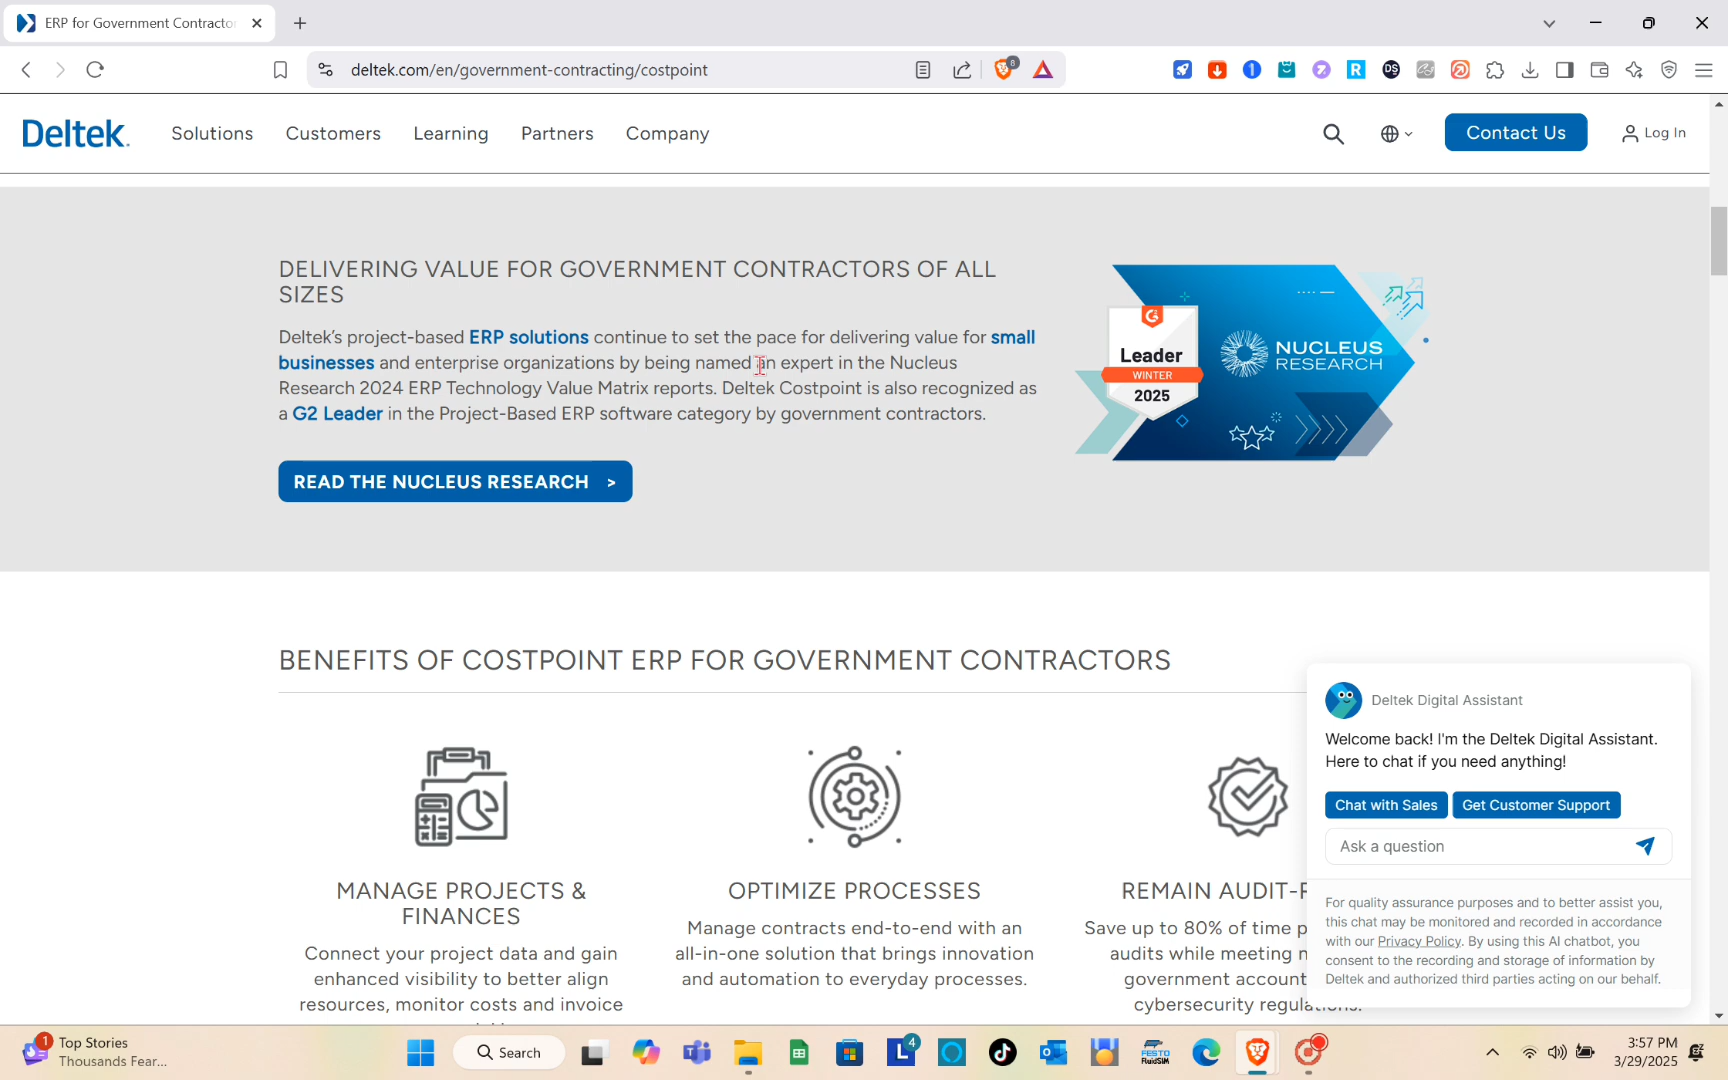 ERP for Government Contractor
deltek.com/en/government-contracting/costpoint
8
Deltek.
Solutions
Customers
Learning
Partners
Company
Contact Us
Log In
DELIVERING VALUE FOR GOVERNMENT CONTRACTORS OF ALL
SIZES
Deltek's project-based ERP solutions continue to set the pace for delivering value for small
businesses and enterprise organizations by being named an expert in the Nucleus
Research 2024 ERP Technology Value Matrix reports. Deltek Costpoint is also recognized as
a G2 Leader in the Project-Based ERP software category by government contractors.
READ THE NUCLEUS RESEARCH >
Leader
WINTER
2025
NUCLEUS
RESEARCH
BENEFITS OF COSTPOINT ERP FOR GOVERNMENT CONTRACTORS
MANAGE PROJECTS &
FINANCES
Connect your project data and gain
enhanced visibility to better align
resources, monitor costs and invoice
OPTIMIZE PROCESSES
Manage contracts end-to-end with an
all-in-one solution that brings innovation
and automation to everyday processes.
REMAIN AUDIT-
Save up to 80% of time
audits while meeting
government account
cybersecurity regulations.
Deltek Digital Assistant
Welcome back! I'm the Deltek Digital Assistant.
Here to chat if you need anything!
Chat with Sales
Get Customer Support
Ask a question
For quality assurance purposes and to better assist you,
this chat may be monitored and recorded in accordance
with our Privacy Policy. By using this AI chatbot, you
consent to the recording and storage of information by
Deltek and authorized third parties acting on our behalf.
1
Top Stories
Thousands Fear...
Search
4
L
FESTO
FluidSIM
3:57 PM
3/29/2025